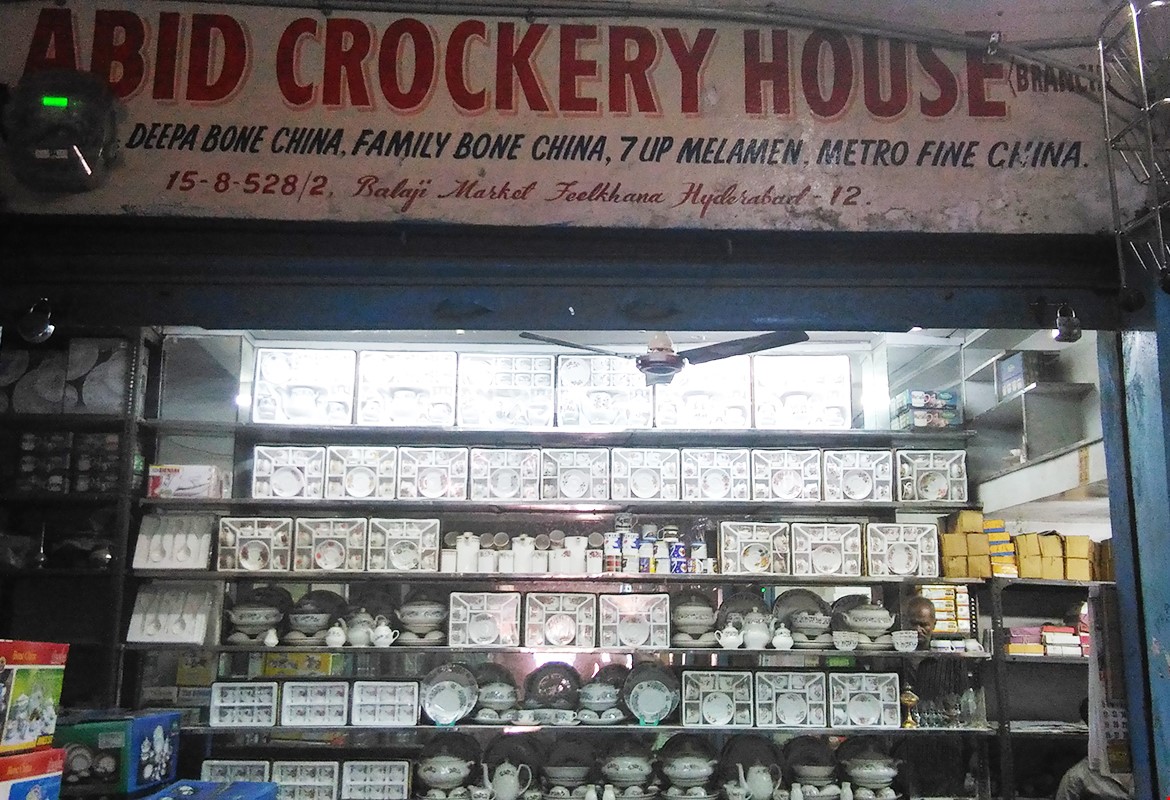 ABID CROCKERY HOUSE (BRANCH)
DEEPA BONE CHINA, FAMILY BONE CHINA, 7 UP MELAMEN, METRO FINE CHINA.
15-8-528/2, Balaji Market Feelkhana Hyderabad - 12.